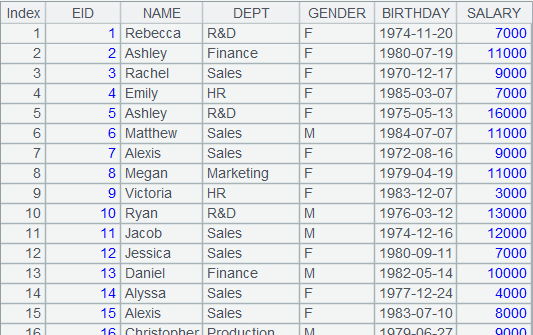 Index EID NAME DEPT GENDER BIRTHDAY SALARY
1 1 Rebecca R&D F 1974-11-20 7000
2 2 Ashley Finance F 1980-07-19 11000
3 3 Rachel Sales F 1970-12-17 9000
4 4 Emily HR F 1985-03-07 7000
5 5 Ashley R&D F 1975-05-13 16000
6 6 Matthew Sales M 1984-07-07 11000
7 7 Alexis Sales F 1972-08-16 9000
8 8 Megan Marketing F 1979-04-19 11000
9 9 Victoria HR F 1983-12-07 3000
10 10 Ryan R&D M 1976-03-12 13000
11 11 Jacob Sales M 1974-12-16 12000
12 12 Jessica Sales F 1980-09-11 7000
13 13 Daniel Finance M 1982-05-14 10000
14 14 Alyssa Sales F 1977-12-24 4000
15 15 Alexis Sales F 1983-07-10 8000
16 16 Christopher Production M 1979-06-27 9000